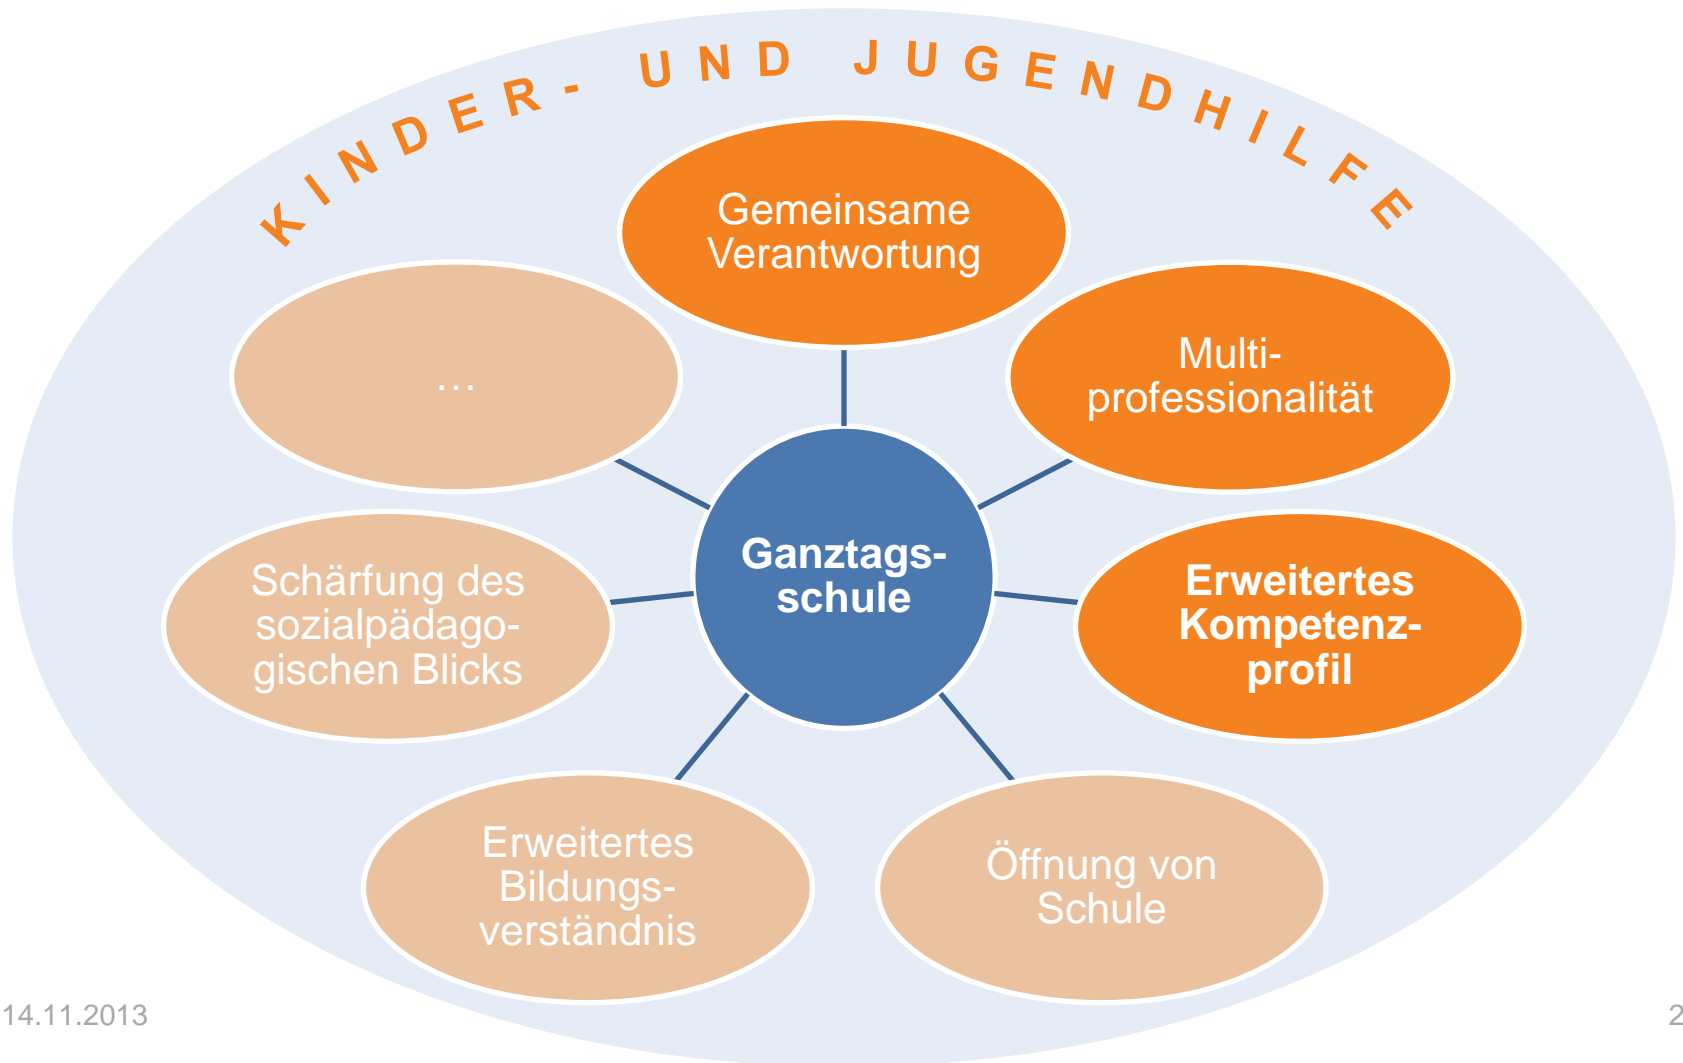 KINDER- UND JUGENDHILFE
Gemeinsame
Verantwortung
Multi-
professionalität
Erweitertes
Kompetenz-
profil
Öffnung von
Schule
Erweitertes
Bildungs-
verständnis
Schärfung des
sozialpädago-
gischen Blicks
…
Ganztags-
schule
14.11.2013
2